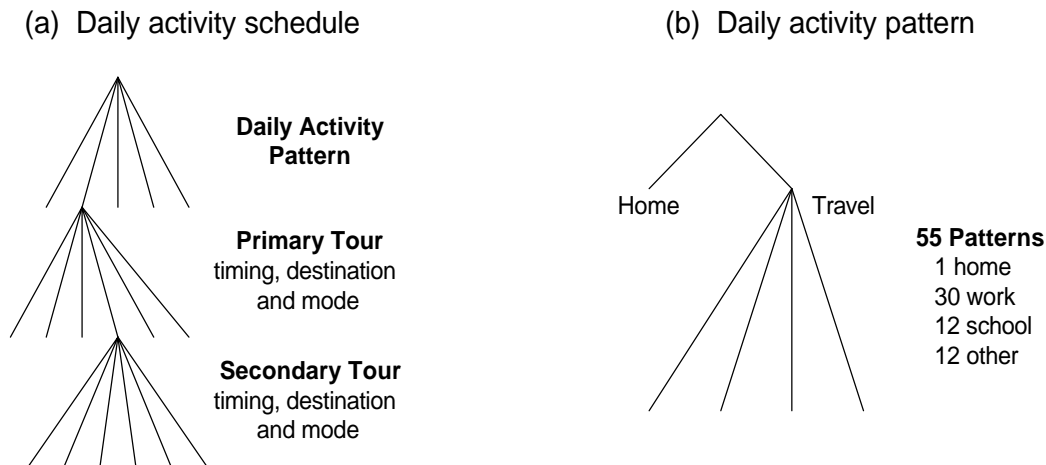 (a) Daily activity schedule
Daily Activity
Pattern
Primary Tour
timing, destination
and mode
Secondary Tour
timing, destination
and mode
(b) Daily activity pattern
Home
Travel
55 Patterns
1 home
30 work
12 school
12 other